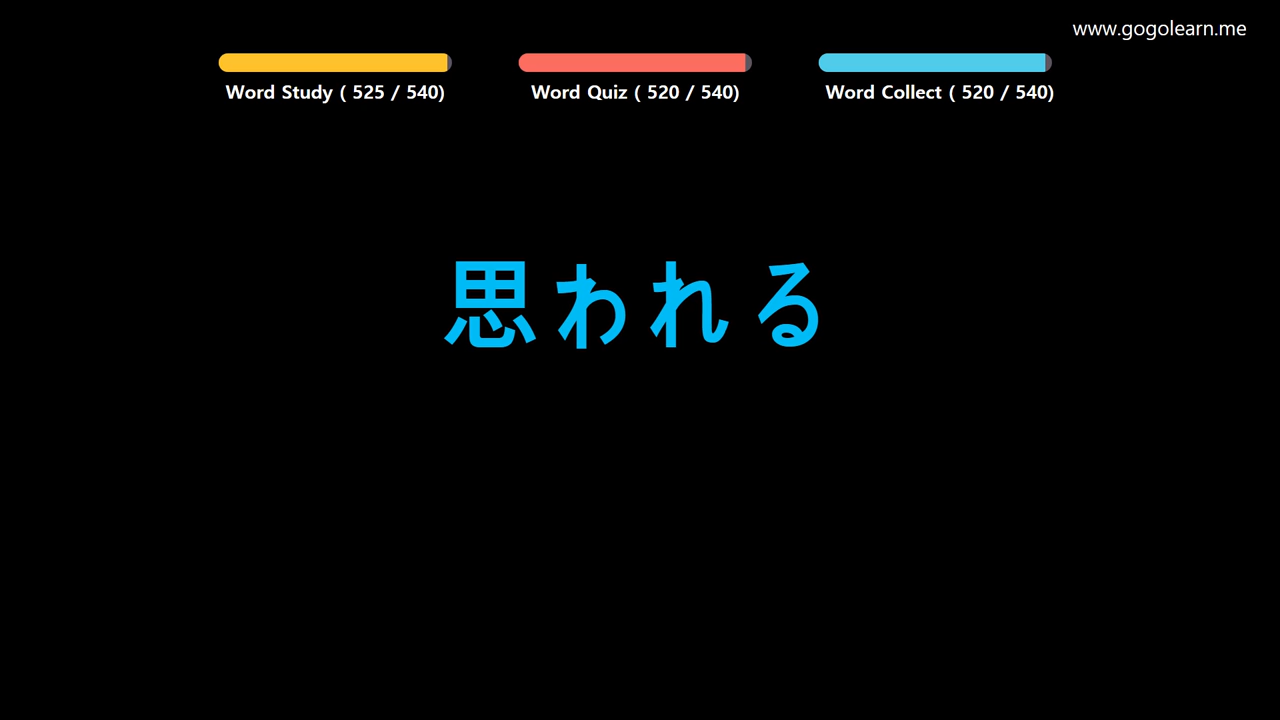 www.gogolearn.me
Word Study ( 525 / 540)
Word Quiz ( 520 / 540)
Word Collect ( 520 / 540)
思われる